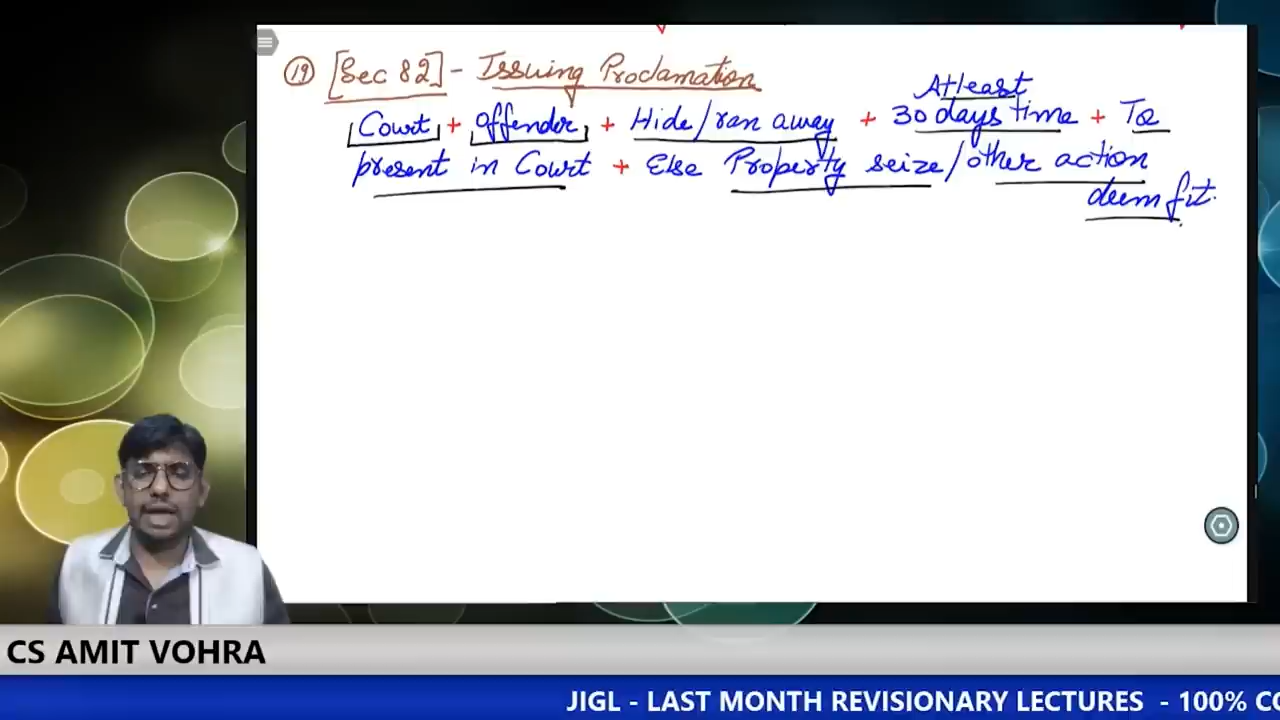 19 [Sec 82] - Issuing Proclamation
Atleast
Court + offender + Hide/ran away + 30 days time + To
present in Court + Else Property seize/other action
deem fit.
CS AMIT VOHRA
JIGL - LAST MONTH REVISIONARY LECTURES - 100% CO